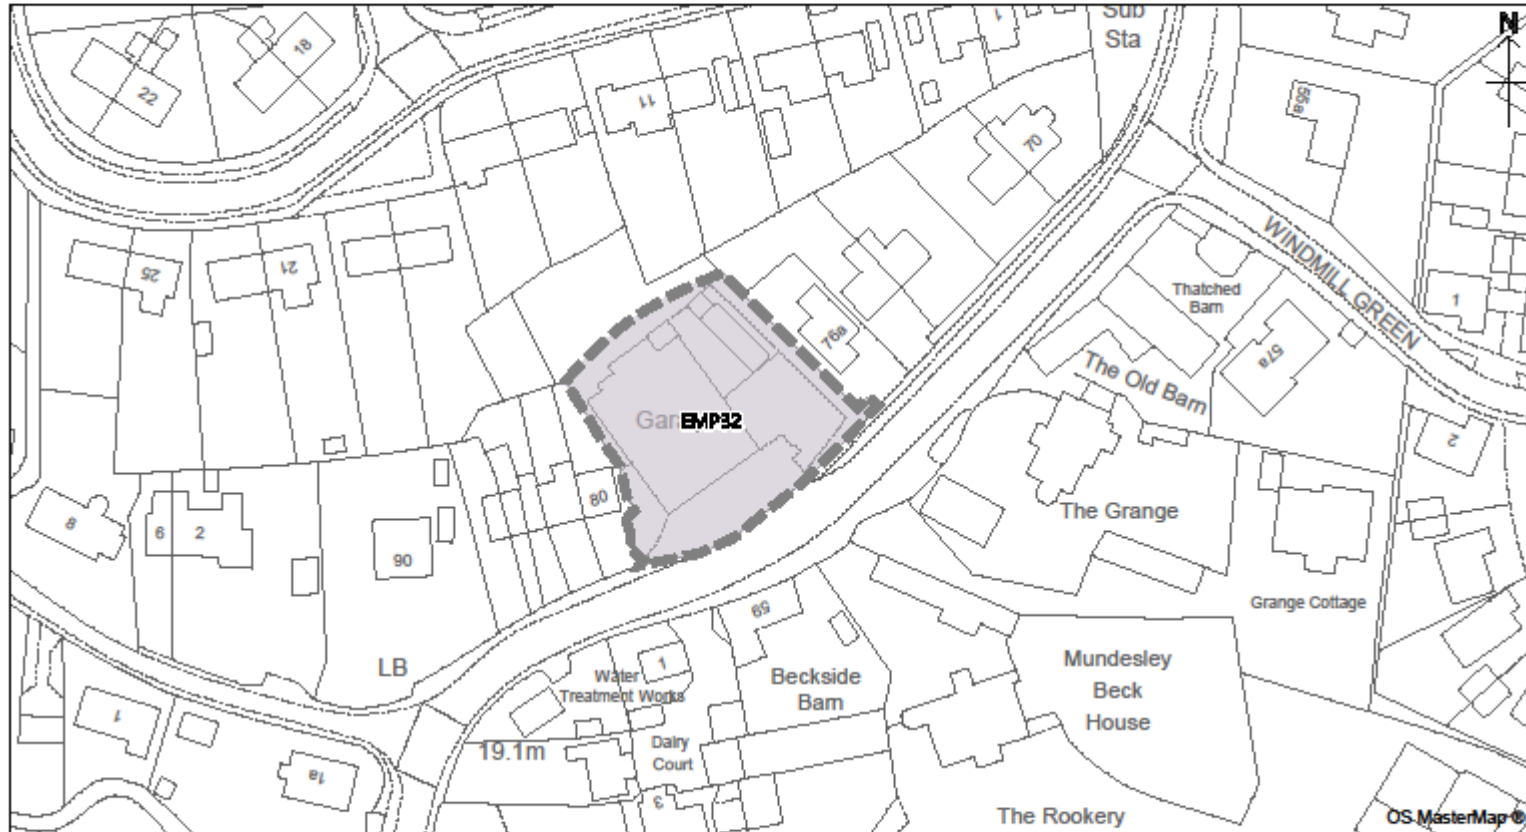 Sub
Sta
1
N
18
22
11
55a
70
WINDMILL GREEN
25
21
Thatched
Barn
1
76a
57a
The Old Barn
EMP32
2
80
The Grange
8
6
2
90
Grange Cottage
59
LB
Water
Treatment Works
1
Beckside
Barn
Mundesley
Beck
House
1
19.1m
Dairy
Court
1a
3
The Rookery
OS MasterMap ®